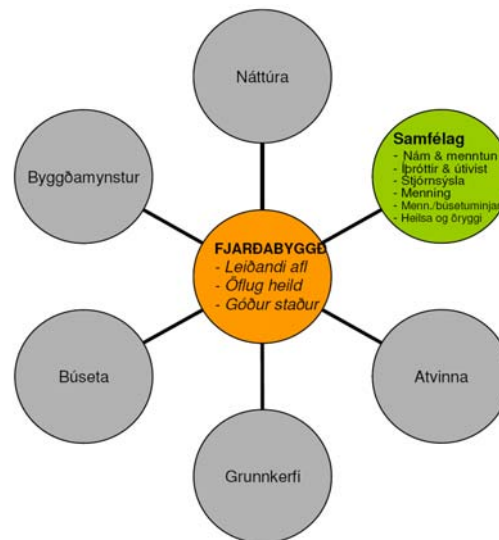 Náttúra
Samfélag
- Nám & menntun
- Íþróttir & útivist
- Stjórnsýsla
- Menning
- Menn./búsetuminjar
- Heilsa og öryggi
Byggðamynstur
FJARÐABYGGÐ
- Leiðandi afl
- Öflug heild
- Góður staður
Búseta
Atvinna
Grunnkerfi